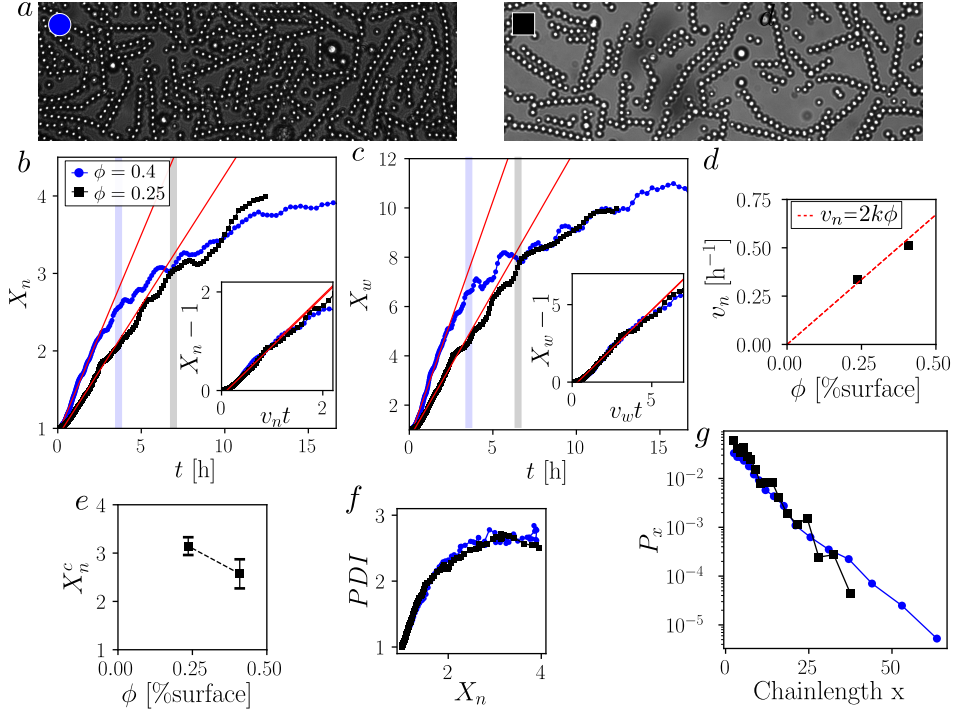 a
d
b
c
d
ϕ = 0.4
ϕ = 0.25
X_n
4
3
2
1
0
5
10
15
t [h]
X_n − 1
2
0
0
2
v_n t
X_w
12
10
8
6
4
2
0
5
10
15
t [h]
X_w − 1
5
0
0
5
v_w t
v_n=2kϕ
v_n [h⁻¹]
0.75
0.50
0.25
0.00
0.00
0.25
0.50
ϕ [%surface]
e
X_n^c
4
3
2
1
0.00
0.25
0.50
ϕ [%surface]
f
PDI
3
2
1
2
4
X_n
g
P_x
10⁻²
10⁻³
10⁻⁴
10⁻⁵
0
25
50
Chainlength x